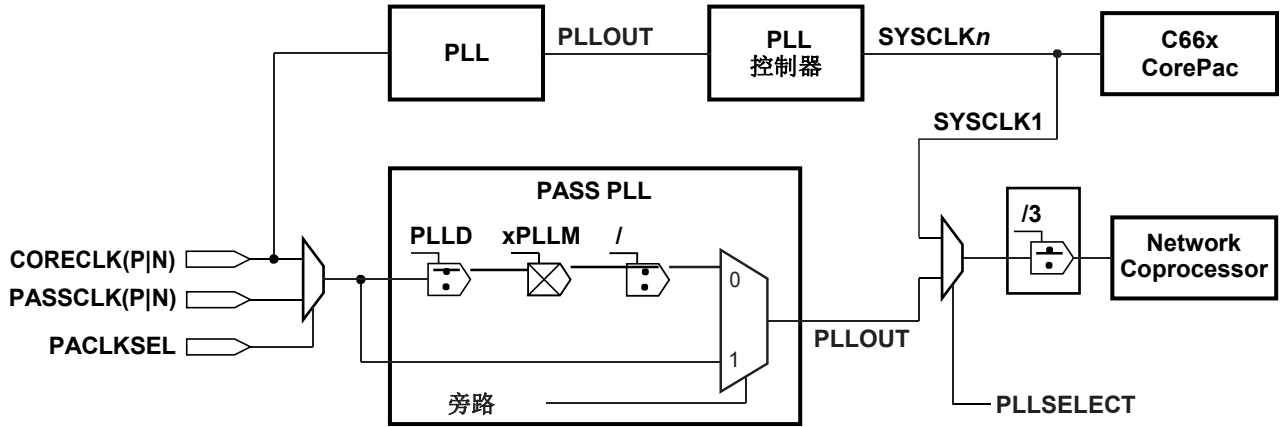 PLL
PLLOUT
PLL
控制器
SYSCLKn
C66x
CorePac
SYSCLK1
PASS PLL
PLLD
xPLLM
/
/3
CORECLK(P|N)
PASSCLK(P|N)
PACLKSEL
0
1
PLLOUT
Network
Coprocessor
旁路
PLLSELECT